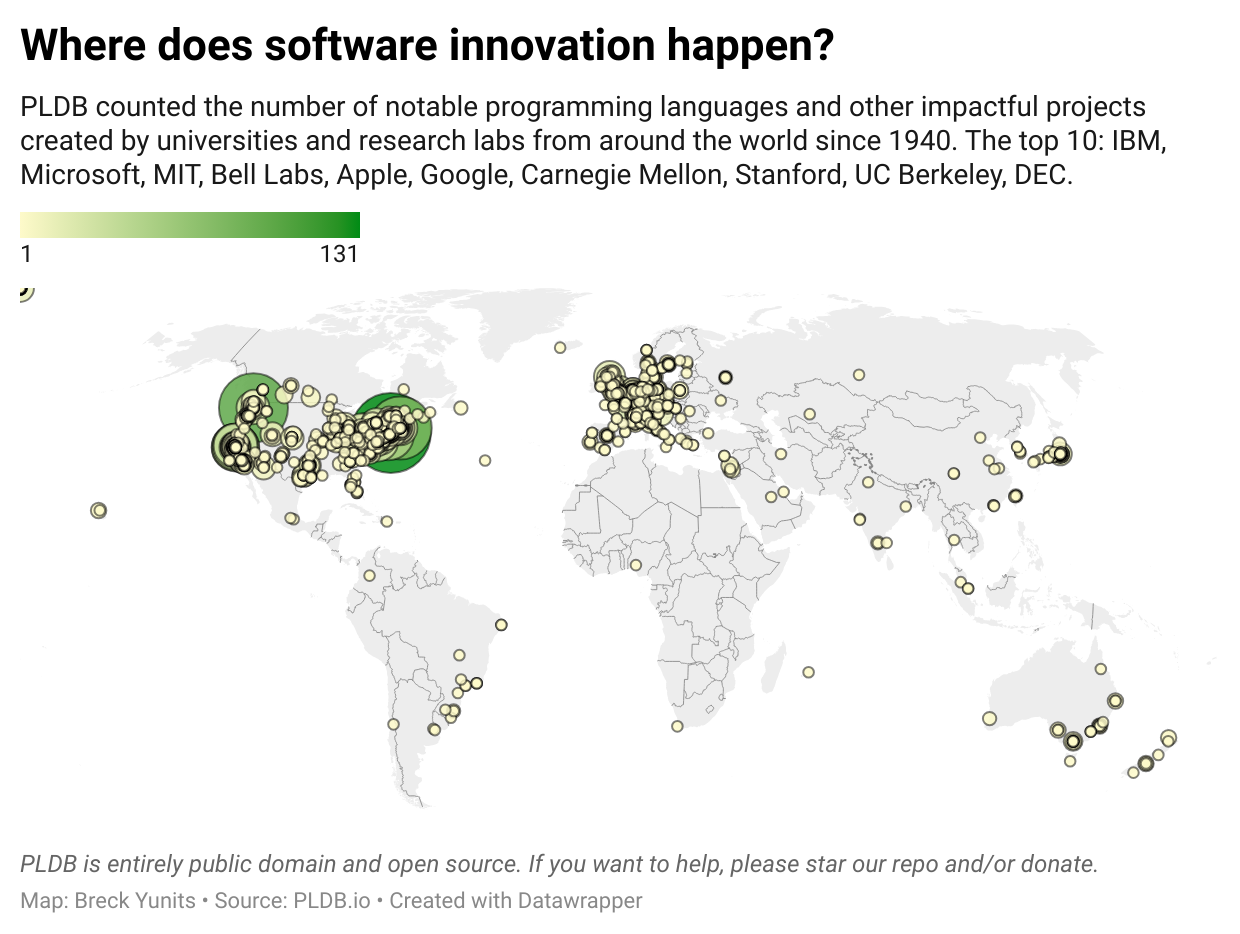 Where does software innovation happen?
PLDB counted the number of notable programming languages and other impactful projects
created by universities and research labs from around the world since 1940. The top 10: IBM,
Microsoft, MIT, Bell Labs, Apple, Google, Carnegie Mellon, Stanford, UC Berkeley, DEC.
1 131
PLDB is entirely public domain and open source. If you want to help, please star our repo and/or donate.
Map: Breck Yunits • Source: PLDB.io • Created with Datawrapper